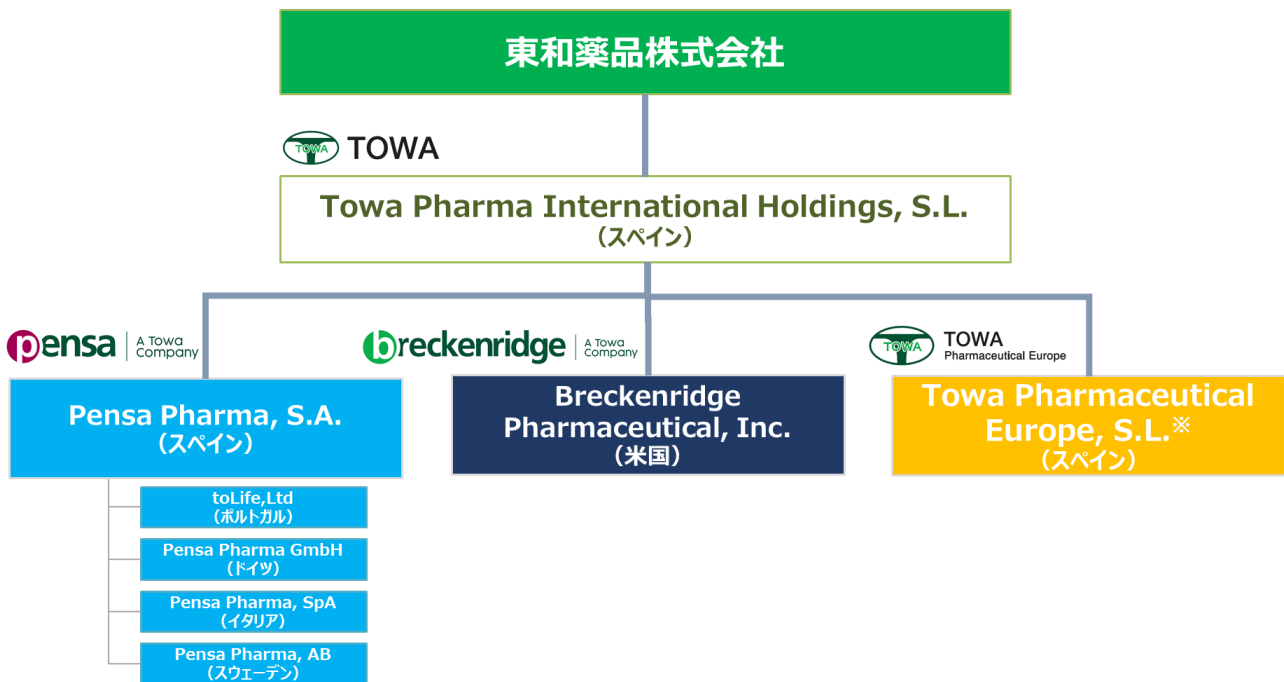 東和薬品株式会社
TOWA TOWA
Towa Pharma International Holdings, S.L.
（スペイン）
pensa A Towa Company
Pensa Pharma, S.A.
（スペイン）
toLife,Ltd
（ポルトガル）
Pensa Pharma GmbH
（ドイツ）
Pensa Pharma, SpA
（イタリア）
Pensa Pharma, AB
（スウェーデン）
breckenridge A Towa Company
Breckenridge
Pharmaceutical, Inc.
（米国）
TOWA TOWA
Pharmaceutical Europe
Towa Pharmaceutical
Europe, S.L.※
（スペイン）